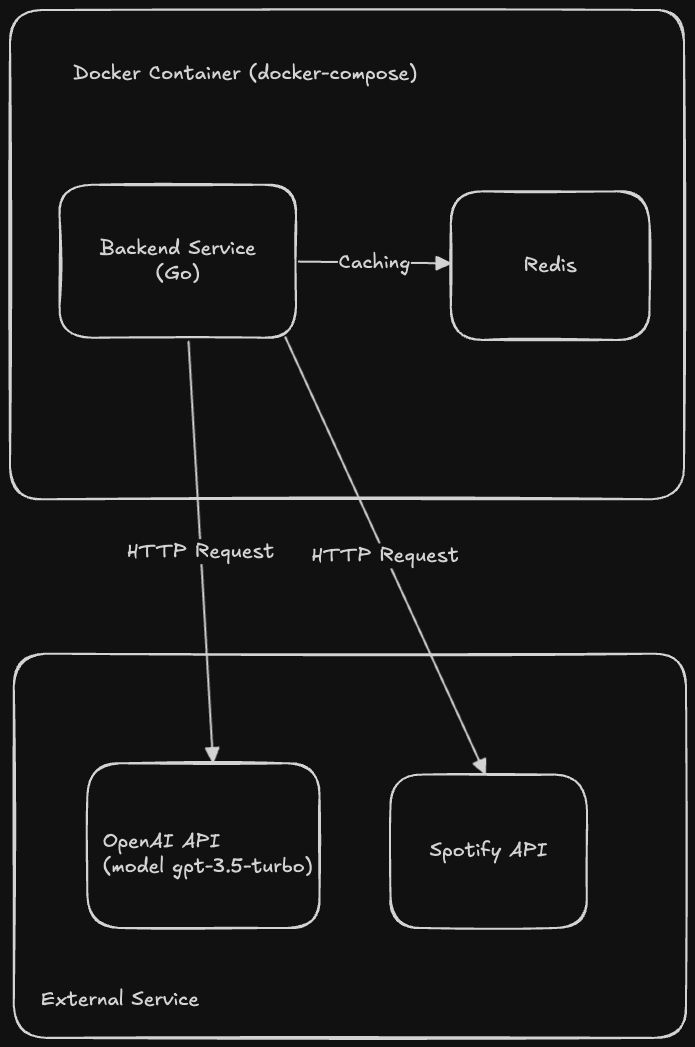 Docker Container (docker-compose)
Backend Service
(Go)
Caching
Redis
HTTP Request
HTTP Request
OpenAI API
(model gpt-3.5-turbo)
Spotify API
External Service